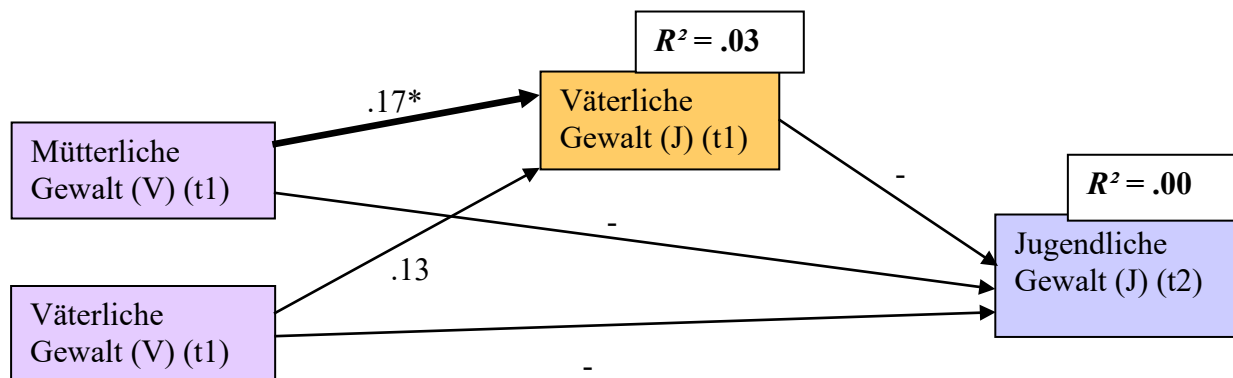 R² = .03
.17*
Väterliche
Gewalt (J) (t1)
Mütterliche
Gewalt (V) (t1)
-
R² = .00
-
Jugendliche
Gewalt (J) (t2)
.13
Väterliche
Gewalt (V) (t1)
-